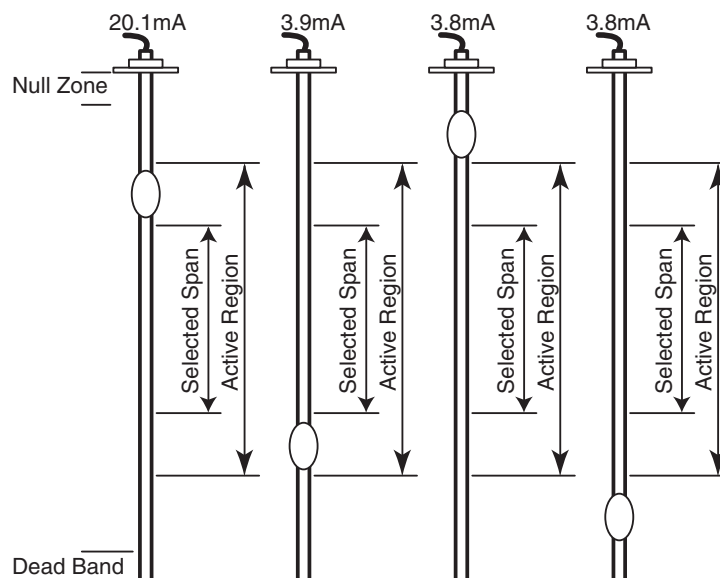 20.1mA
3.9mA
3.8mA
3.8mA
Null Zone
Selected Span
Active Region
Selected Span
Active Region
Selected Span
Active Region
Selected Span
Active Region
Dead Band